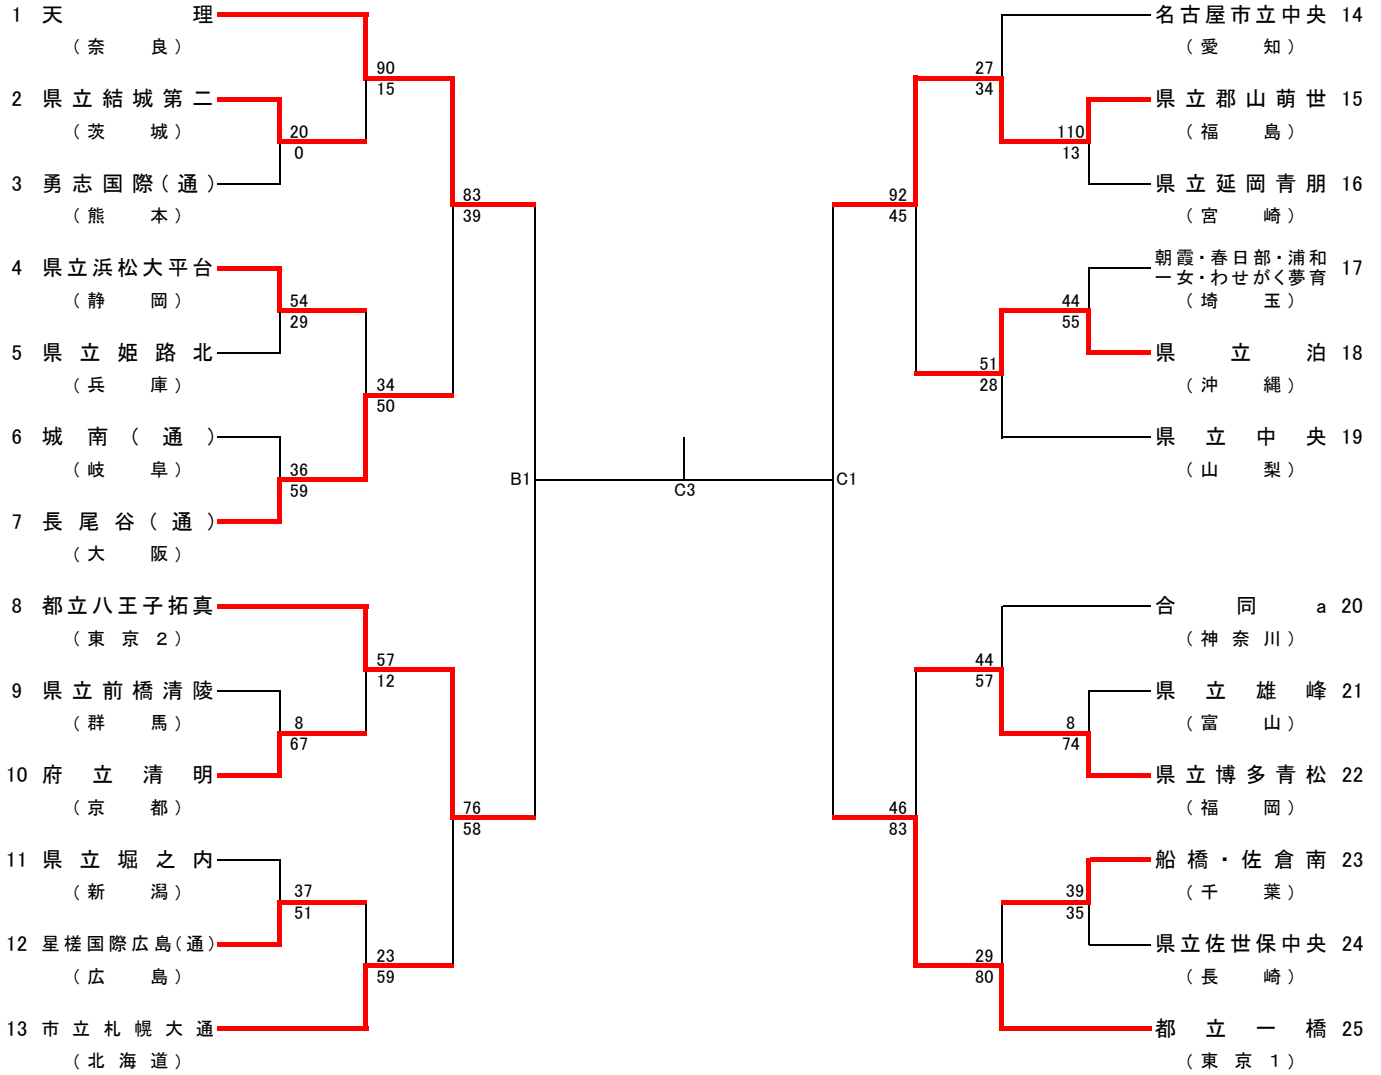 1 天理
(奈良)
90
15
2 県立結城第二
(茨城)
20
0
3 勇志国際(通)
(熊本)
83
39
4 県立浜松大平台
(静岡)
54
29
5 県立姫路北
(兵庫)
34
50
6 城南(通)
(岐阜)
36
59
7 長尾谷(通)
(大阪)
B1
C3
C1
8 都立八王子拓真
(東京2)
57
12
9 県立前橋清陵
(群馬)
8
67
10 府立清明
(京都)
76
58
11 県立堀之内
(新潟)
37
51
12 星槎国際広島(通)
(広島)
23
59
13 市立札幌大通
(北海道)
名古屋市立中央 14
(愛知)
27
34
県立郡山萌世 15
(福島)
110
13
県立延岡青朋 16
(宮崎)
92
45
朝霞・春日部・浦和
一女・わせがく夢育 17
(埼玉)
44
55
県立泊 18
(沖縄)
51
28
県立中央 19
(山梨)
合同a 20
(神奈川)
44
57
県立雄峰 21
(富山)
8
74
県立博多青松 22
(福岡)
46
83
船橋・佐倉南 23
(千葉)
39
35
県立佐世保中央 24
(長崎)
29
80
都立一橋 25
(東京1)